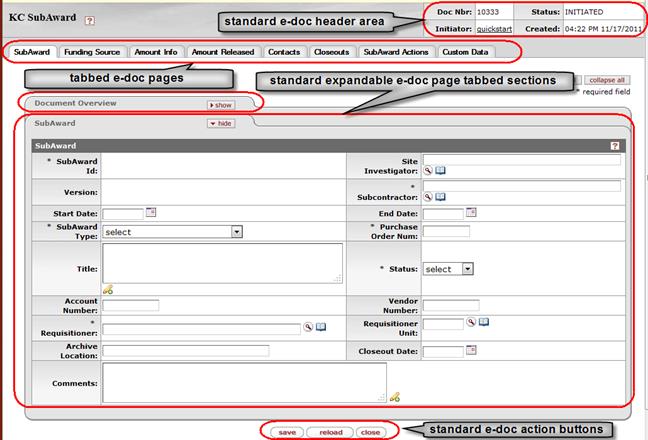 KC SubAward ?
standard e-doc header area
Doc Nbr: 10333 Status: INITIATED
Initiator: quickstart Created: 04:22 PM 11/17/2011
SubAward Funding Source Amount Info Amount Released Contacts Closeouts SubAward Actions Custom Data
tabbed e-doc pages
standard expandable e-doc page tabbed sections
collapse all
* required field
Document Overview show
SubAward hide
SubAward ?
* SubAward Id:
Site Investigator:
Version:
* Subcontractor:
Start Date:
End Date:
* SubAward Type: select
* Purchase Order Num:
Title:
* Status: select
Account Number:
Vendor Number:
* Requisitioner:
Requisitioner Unit:
Archive Location:
Closeout Date:
Comments:
save reload close
standard e-doc action buttons